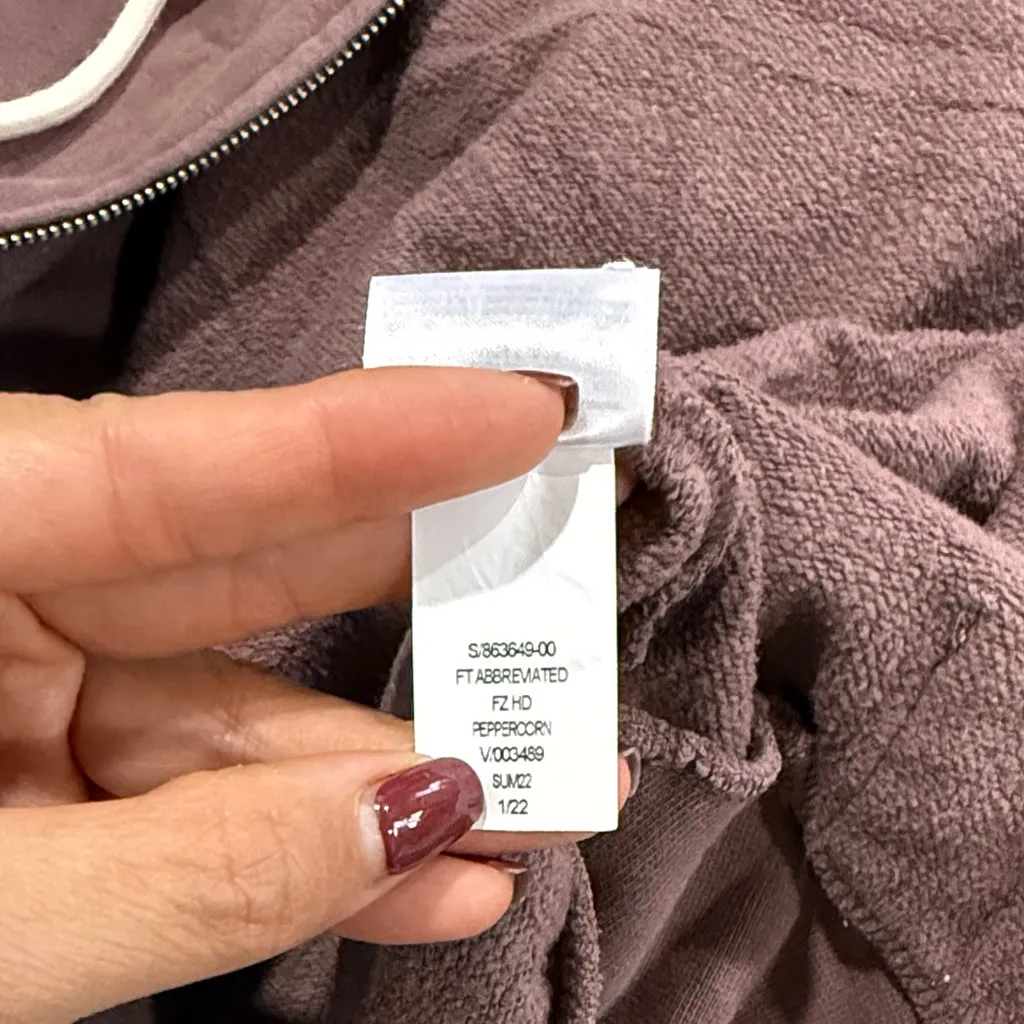 S/863649-00
FT ABBREVIATED
FZ HD
PEPPERCORN
V/003489
SUM22
1/22